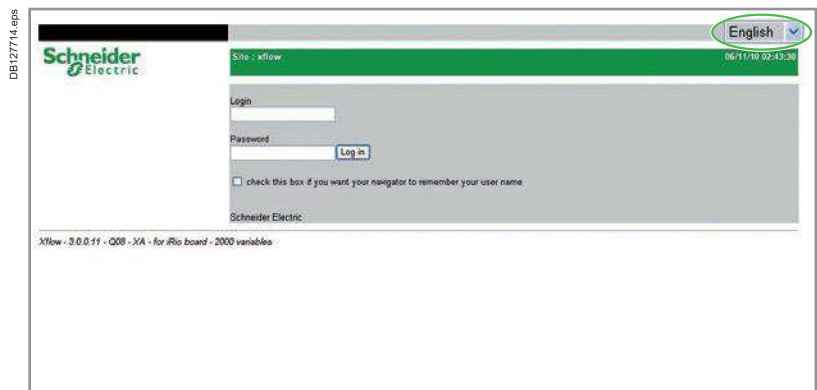 DB127714.eps
English
Schneider
Electric
Site : xflow
06/11/10 02:43:30
Login
Password
Log in
check this box if you want your navigator to remember your user name
Schneider Electric
Xflow - 3.0.0.11 - Q08 - XA - for iRio board - 2000 variables